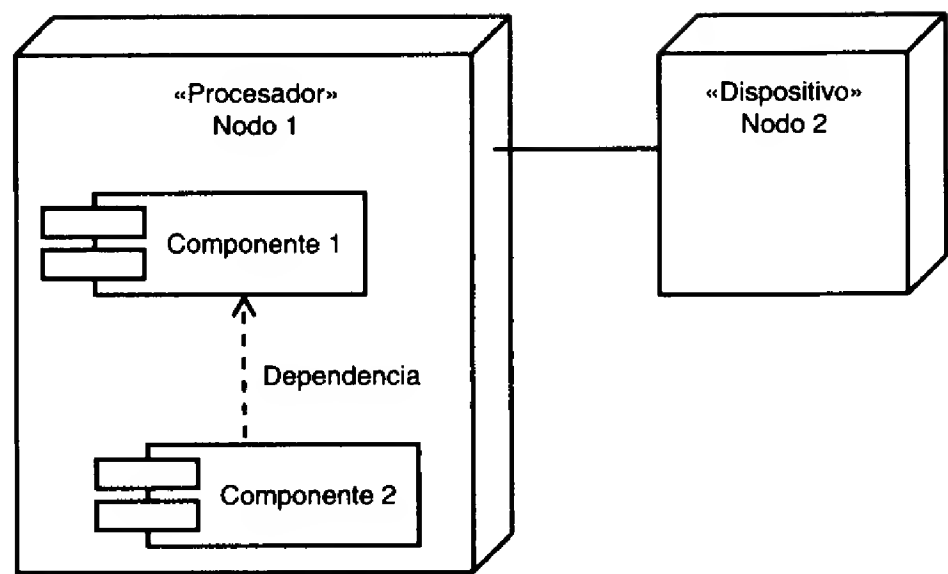 «Procesador»
Nodo 1
Componente 1
Dependencia
Componente 2
«Dispositivo»
Nodo 2